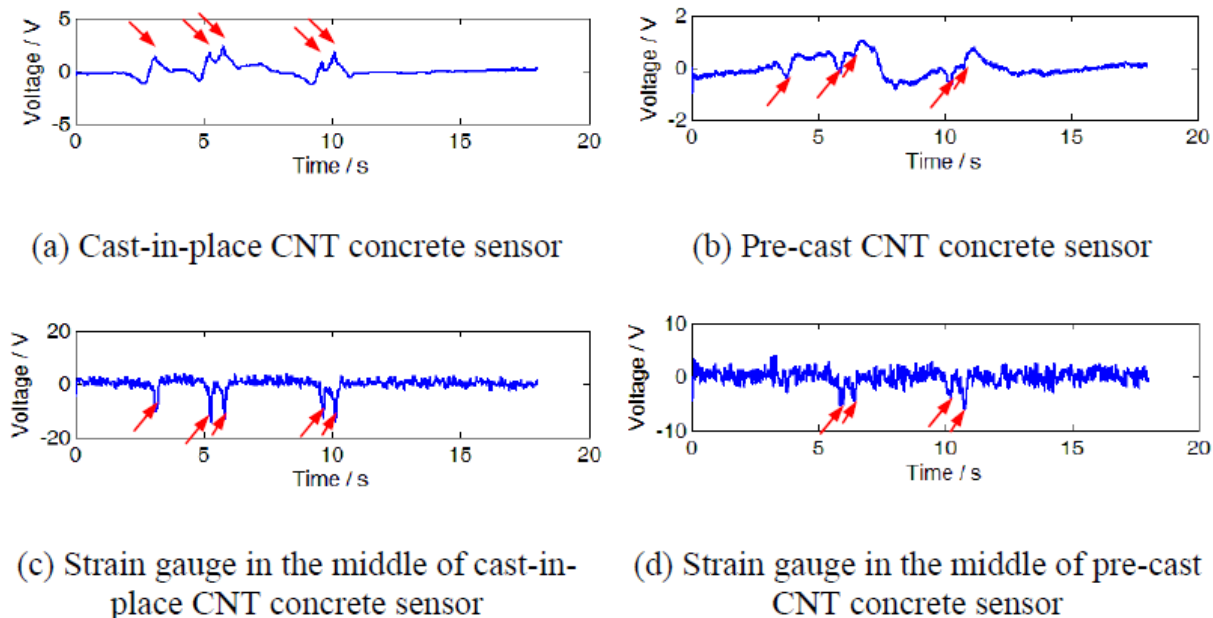 5
0
-5
Voltage / V
0 5 10 15 20
Time / s
(a) Cast-in-place CNT concrete sensor
2
0
-2
Voltage / V
0 5 10 15 20
Time / s
(b) Pre-cast CNT concrete sensor
20
0
-20
Voltage / V
0 5 10 15 20
Time / s
(c) Strain gauge in the middle of cast-in-
place CNT concrete sensor
10
0
-10
Voltage / V
0 5 10 15 20
Time / s
(d) Strain gauge in the middle of pre-cast
CNT concrete sensor